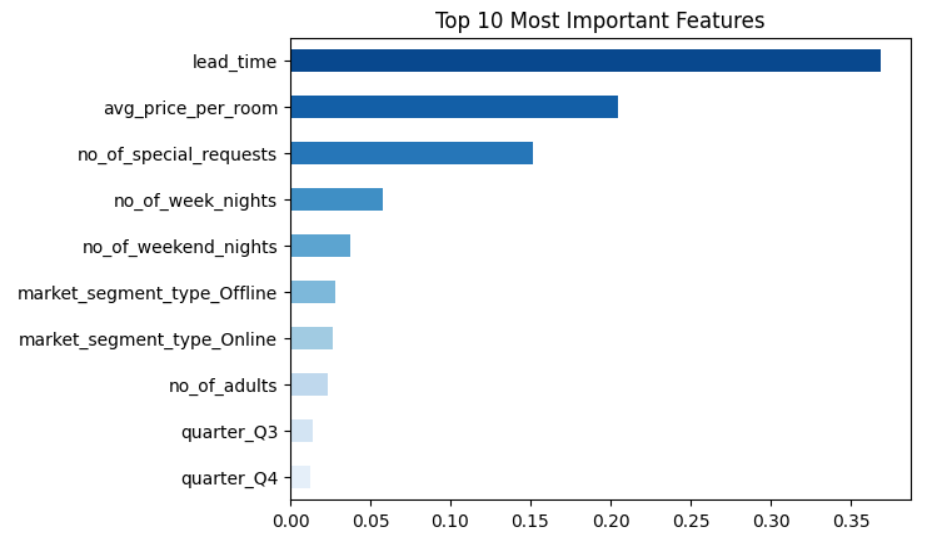 Top 10 Most Important Features
lead_time
avg_price_per_room
no_of_special_requests
no_of_week_nights
no_of_weekend_nights
market_segment_type_Offline
market_segment_type_Online
no_of_adults
quarter_Q3
quarter_Q4
0.00 0.05 0.10 0.15 0.20 0.25 0.30 0.35